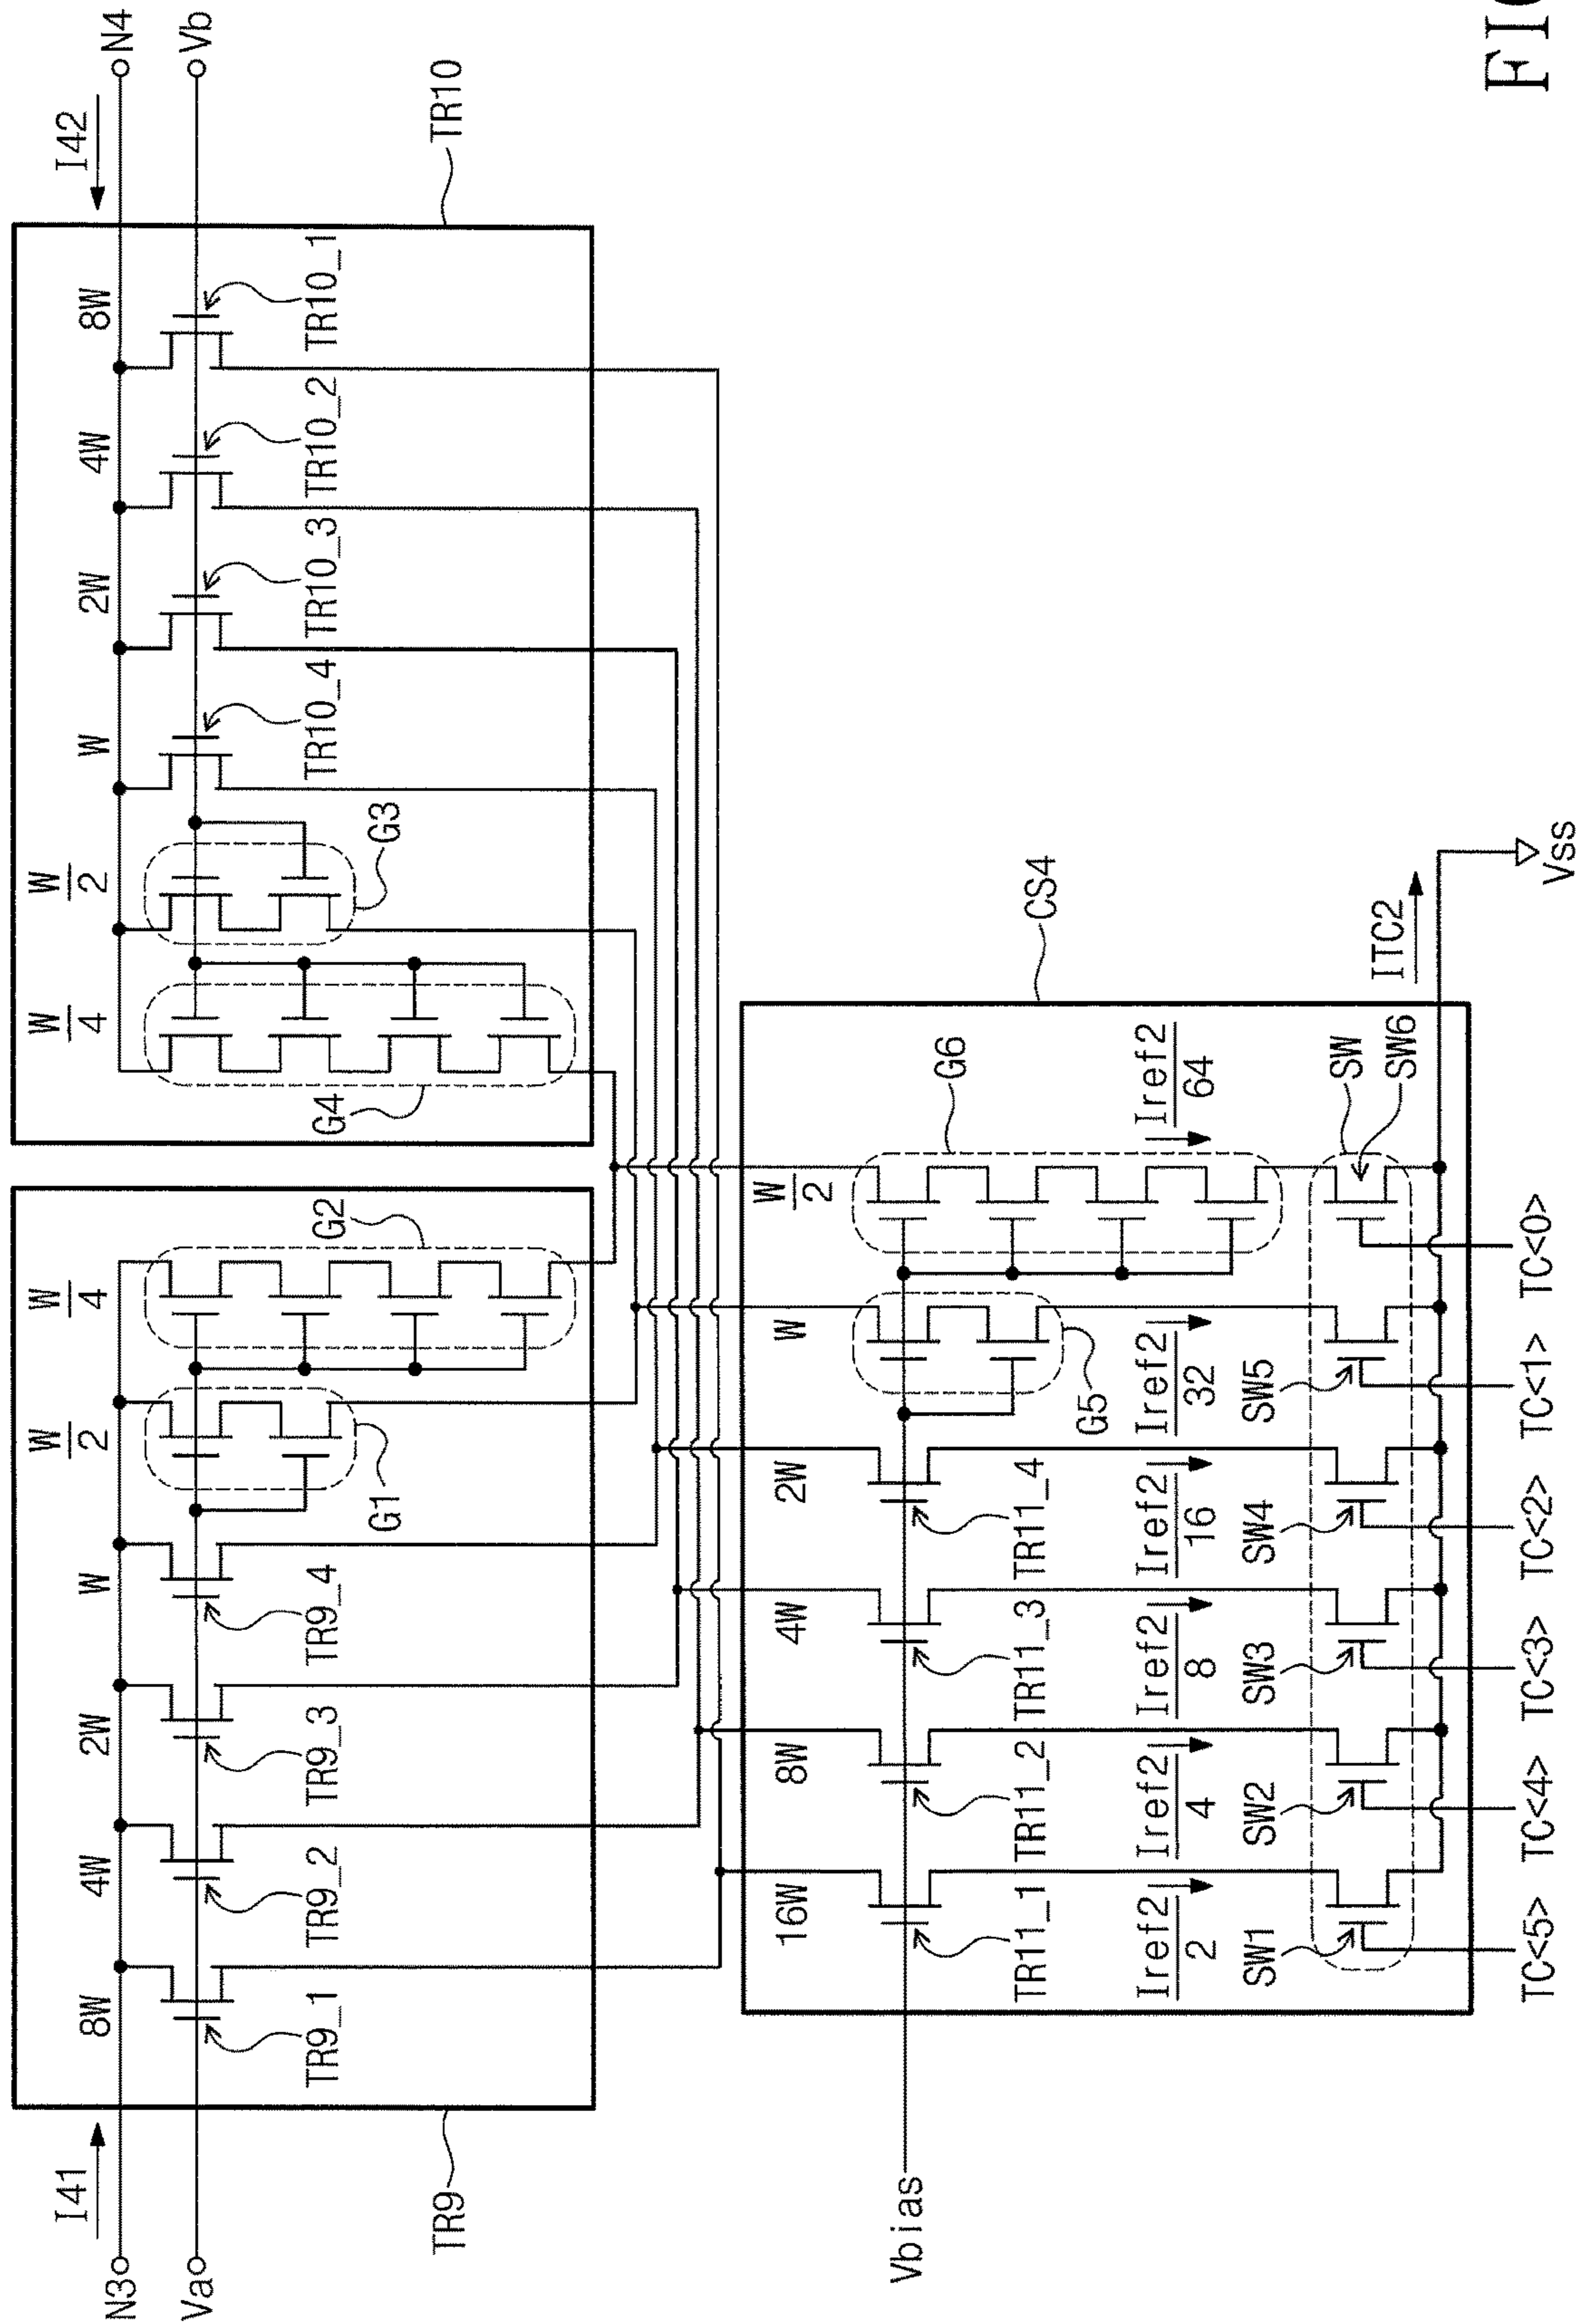 N3
Va
I41
TR9
8W
4W
2W
W
W/2
W/4
TR9_1
TR9_2
TR9_3
TR9_4
G1
G2
W/4
W/2
W
2W
4W
8W
G4
G3
TR10_4
TR10_3
TR10_2
TR10_1
TR10
I42
N4
Vb
Vbias
16W
8W
4W
2W
W
W/2
TR11_1
TR11_2
TR11_3
TR11_4
G5
G6
CS4
Iref2/2
Iref2/4
Iref2/8
Iref2/16
Iref2/32
Iref2/64
SW1
SW2
SW3
SW4
SW5
SW
SW6
ITC2
Vss
TC<5>
TC<4>
TC<3>
TC<2>
TC<1>
TC<0>